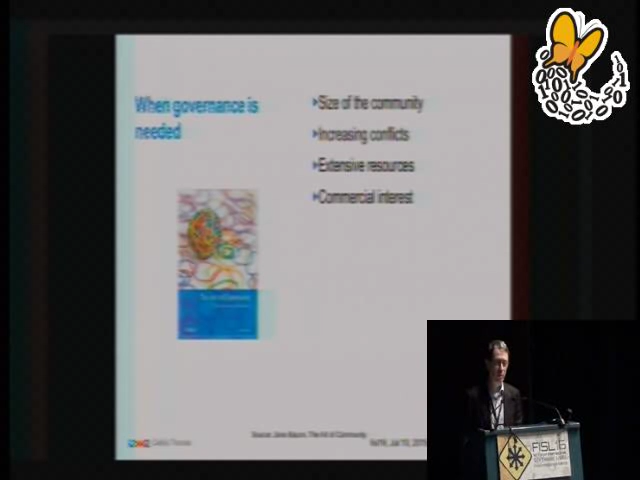 When governance is
needed
Size of the community
Increasing conflicts
Extensive resources
Commercial interest
Source: Jono Bacon, The Art of Community
FISL16